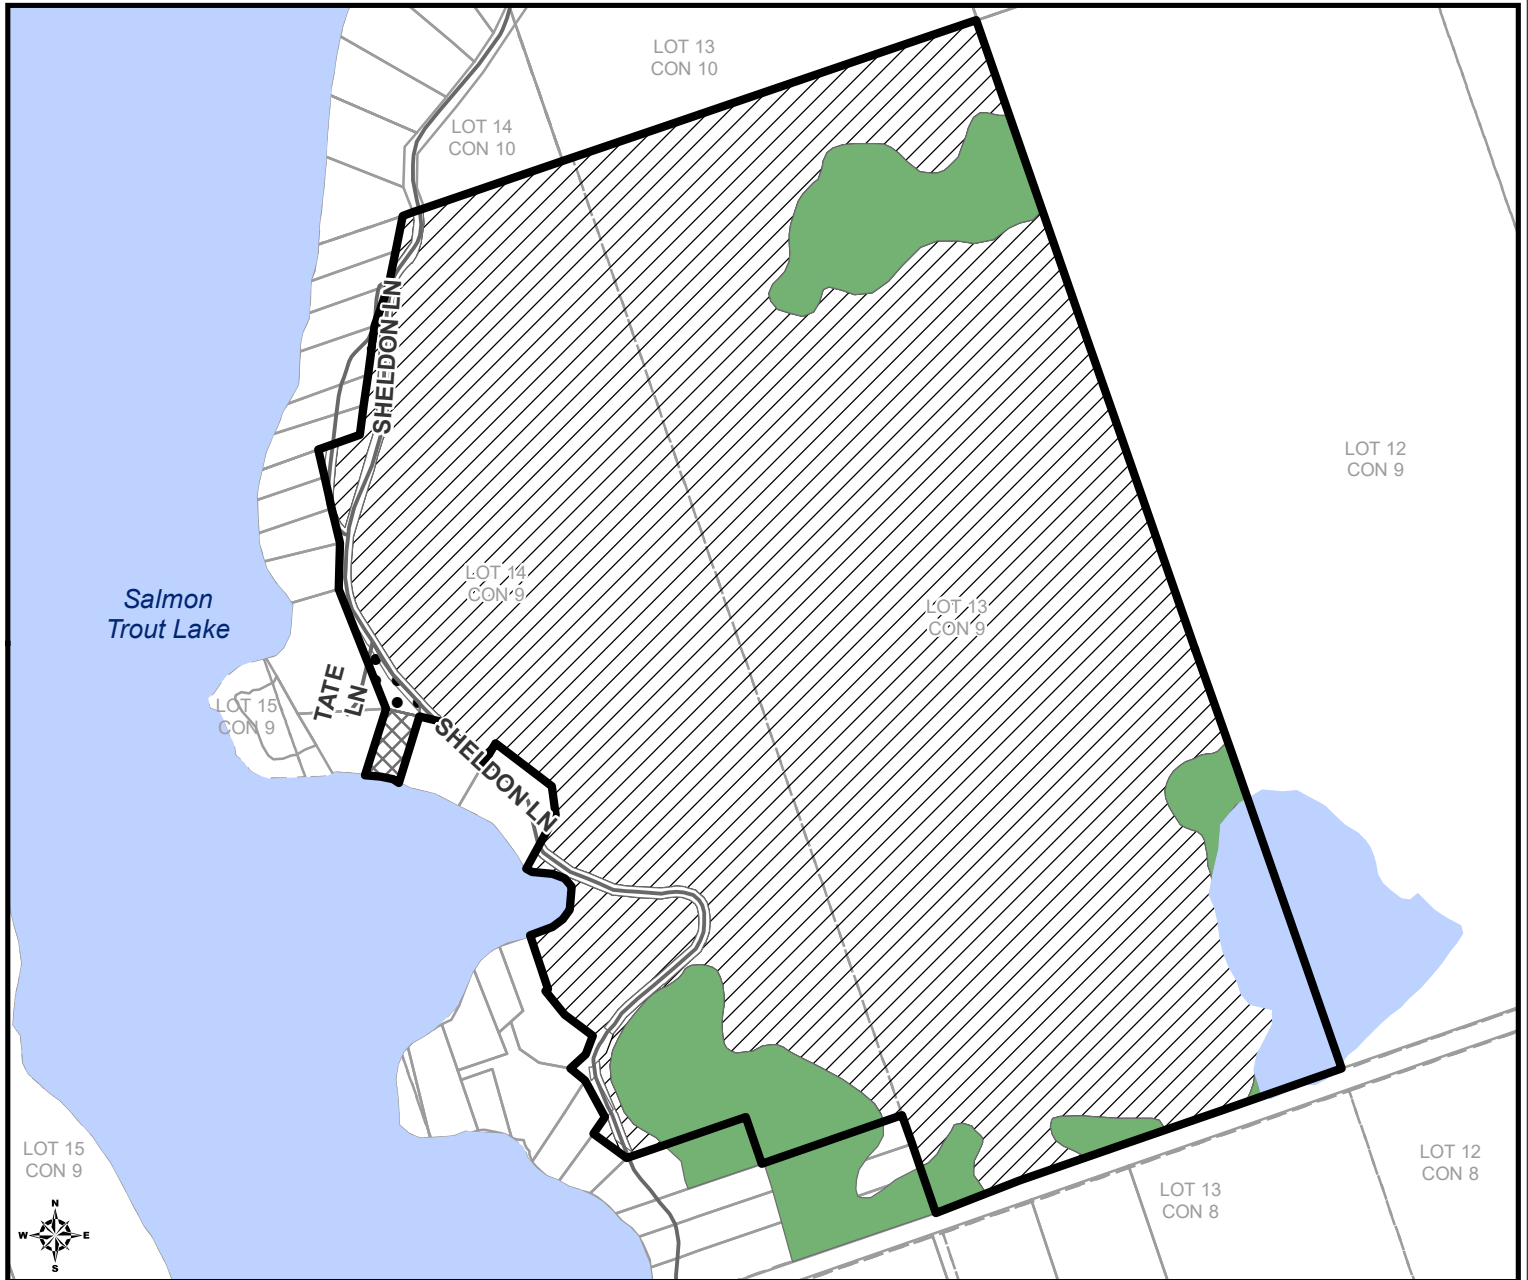 LOT 13
CON 10
LOT 14
CON 10
SHELDON LN
LOT 12
CON 9
LOT 14
CON 9
Salmon
Trout Lake
LOT 13
CON 9
TATE
LN
LOT 15
CON 9
SHELDON LN
LOT 15
CON 9
LOT 12
CON 8
LOT 13
CON 8
N
W
E
S